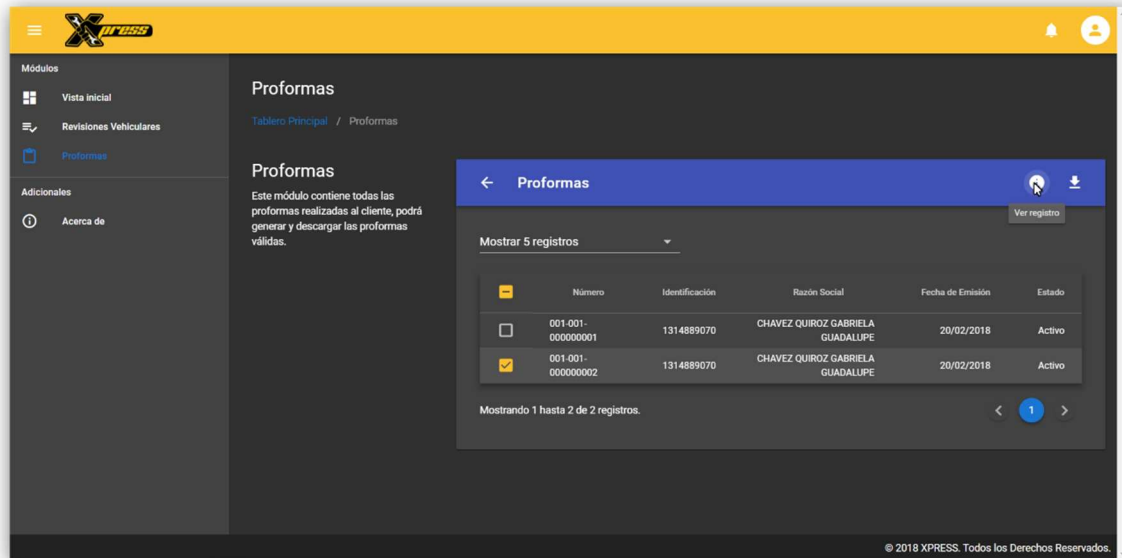 Xpress
Módulos
Vista inicial
Revisiones Vehiculares
Proformas
Adicionales
Acerca de
Proformas
Tablero Principal / Proformas
Proformas
Este módulo contiene todas las
proformas realizadas al cliente, podrá
generar y descargar las proformas
válidas.
Proformas
Ver registro
Mostrar 5 registros
Número Identificación Razón Social Fecha de Emisión Estado
001-001-
000000001 1314889070 CHAVEZ QUIROZ GABRIELA
GUADALUPE 20/02/2018 Activo
001-001-
000000002 1314889070 CHAVEZ QUIROZ GABRIELA
GUADALUPE 20/02/2018 Activo
Mostrando 1 hasta 2 de 2 registros.
1
© 2018 XPRESS. Todos los Derechos Reservados.